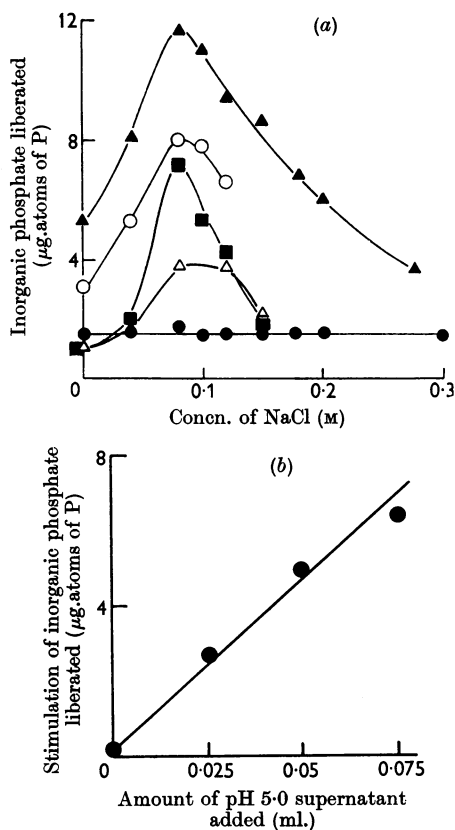 (a)
Inorganic phosphate liberated
(μg.atoms of P)
12
8
4
0
0·1
0·2
0·3
Concn. of NaCl (M)
(b)
Stimulation of inorganic phosphate
liberated (μg.atoms of P)
8
4
0
0·025
0·05
0·075
Amount of pH 5·0 supernatant
added (ml.)